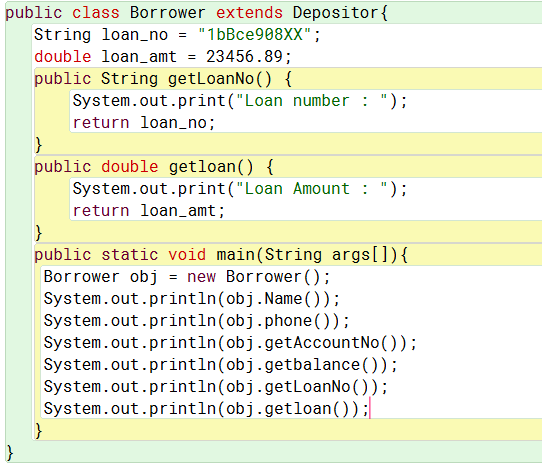 public class Borrower extends Depositor{
String loan_no = "1bBce908XX";
double loan_amt = 23456.89;
public String getLoanNo() {
System.out.print("Loan number : ");
return loan_no;
}
public double getloan() {
System.out.print("Loan Amount : ");
return loan_amt;
}
public static void main(String args[]){
Borrower obj = new Borrower();
System.out.println(obj.Name());
System.out.println(obj.phone());
System.out.println(obj.getAccountNo());
System.out.println(obj.getbalance());
System.out.println(obj.getLoanNo());
System.out.println(obj.getloan());
}
}